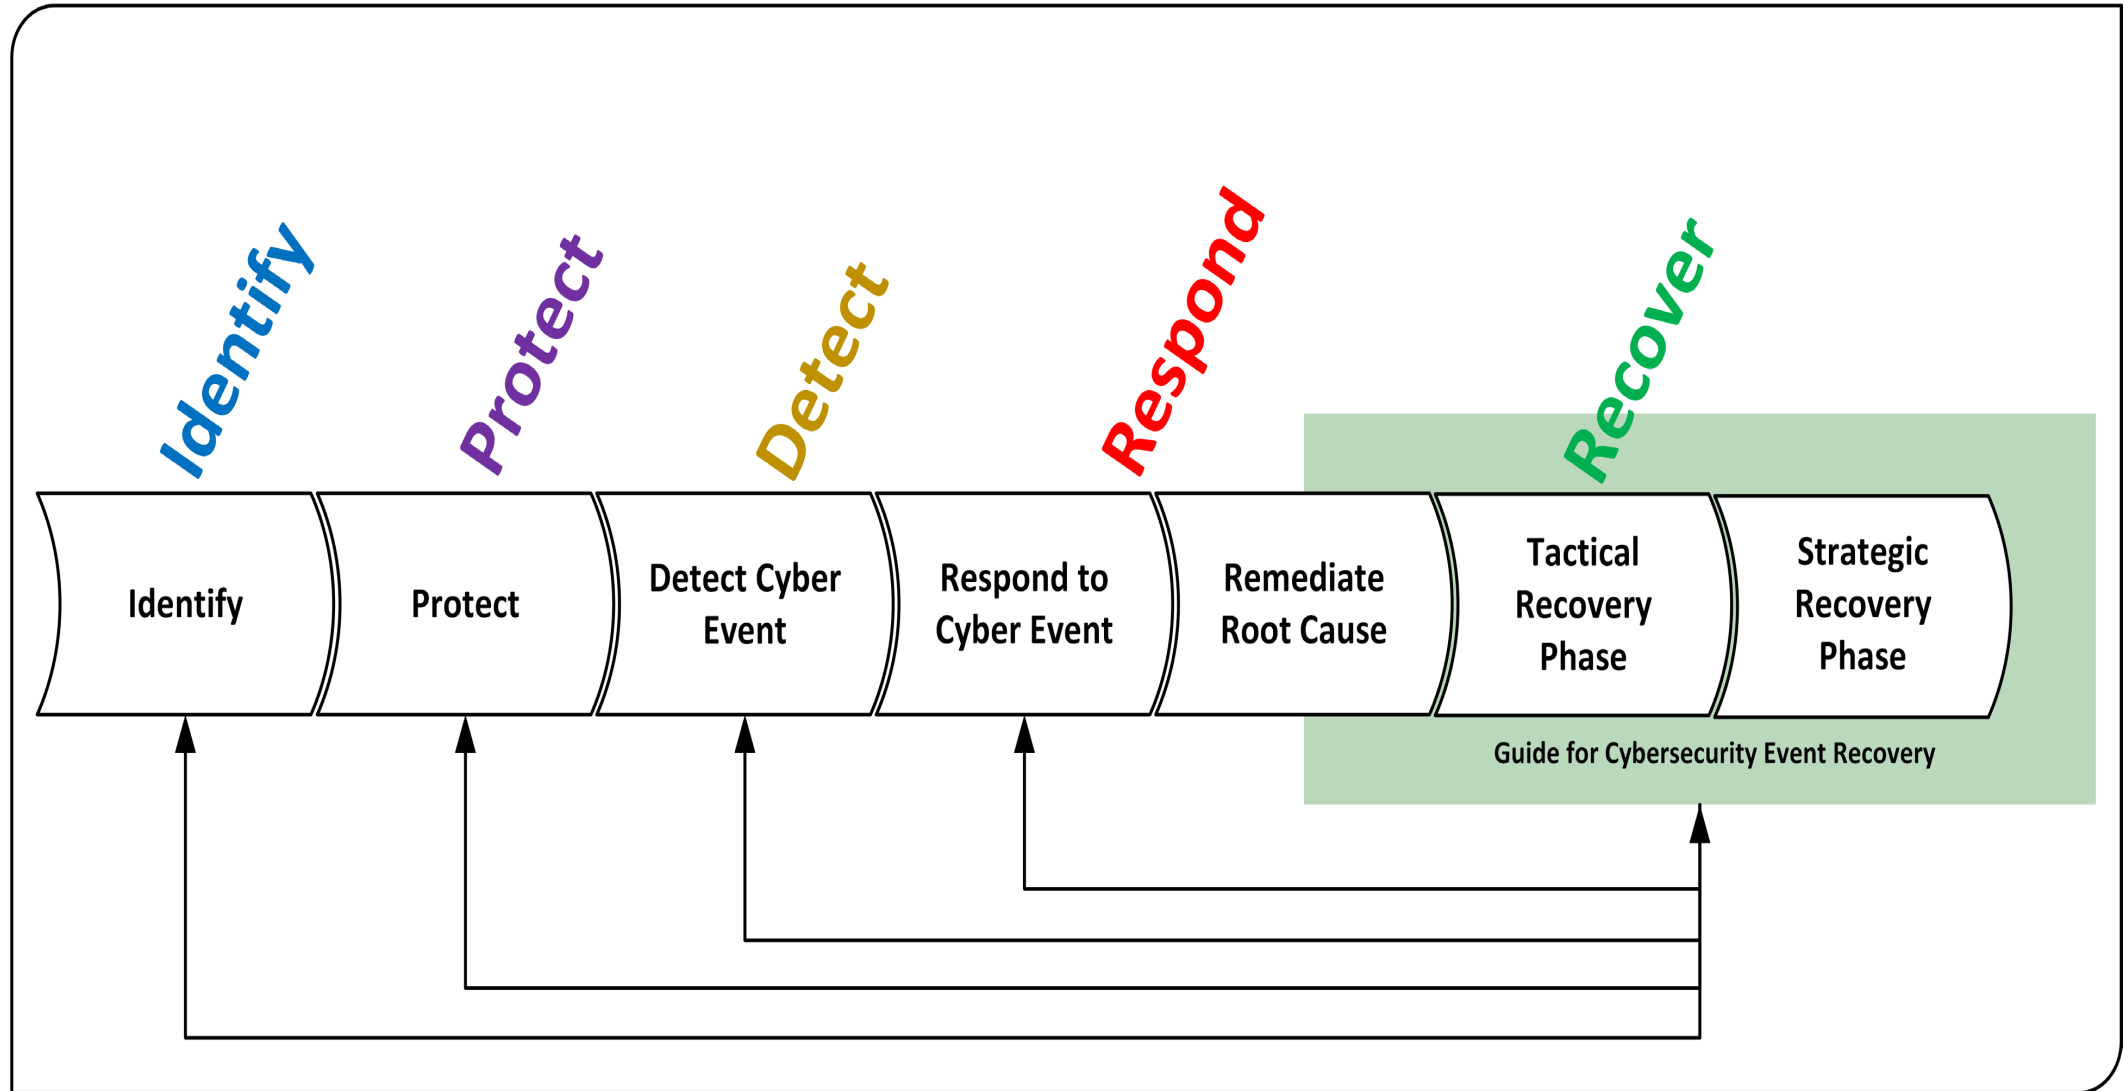 Identify
Protect
Detect
Respond
Recover
Identify
Protect
Detect Cyber
Event
Respond to
Cyber Event
Remediate
Root Cause
Tactical
Recovery
Phase
Strategic
Recovery
Phase
Guide for Cybersecurity Event Recovery